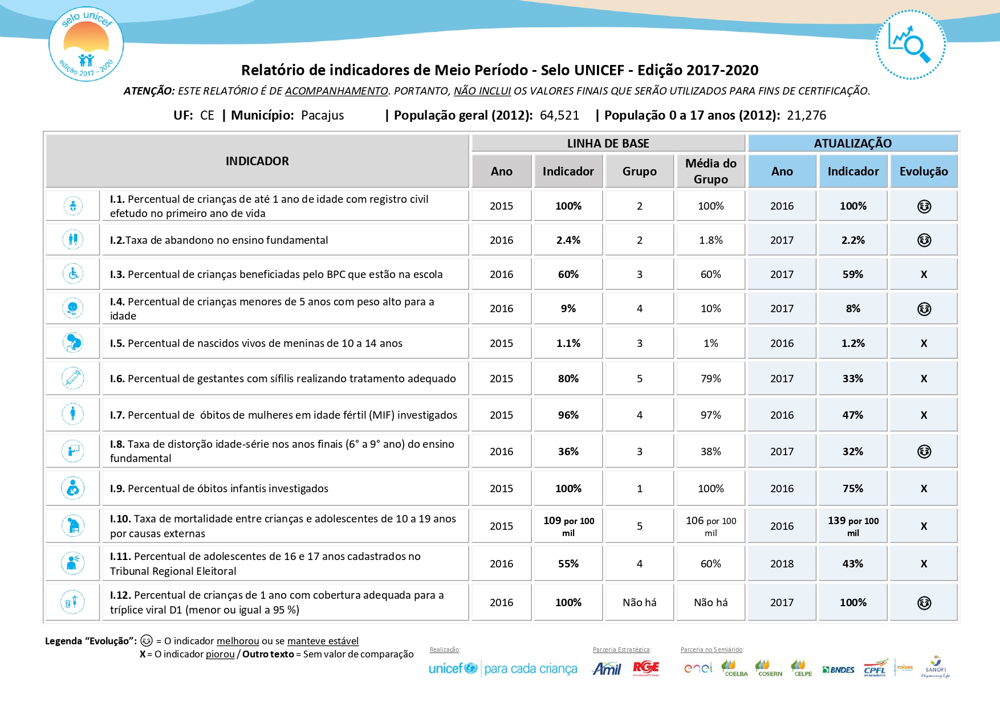 selo unicef
edição 2017 - 2020
Relatório de indicadores de Meio Período - Selo UNICEF - Edição 2017-2020
ATENÇÃO: ESTE RELATÓRIO É DE ACOMPANHAMENTO. PORTANTO, NÃO INCLUI OS VALORES FINAIS QUE SERÃO UTILIZADOS PARA FINS DE CERTIFICAÇÃO.
UF: CE | Município: Pacajus | População geral (2012): 64,521 | População 0 a 17 anos (2012): 21,276
INDICADOR LINHA DE BASE ATUALIZAÇÃO
Ano Indicador Grupo Média do Grupo Ano Indicador Evolução
I.1. Percentual de crianças de até 1 ano de idade com registro civil
efetudo no primeiro ano de vida
2015 100% 2 100% 2016 100%
I.2.Taxa de abandono no ensino fundamental 2016 2.4% 2 1.8% 2017 2.2%
I.3. Percentual de crianças beneficiadas pelo BPC que estão na escola 2016 60% 3 60% 2017 59% X
I.4. Percentual de crianças menores de 5 anos com peso alto para a
idade
2016 9% 4 10% 2017 8%
I.5. Percentual de nascidos vivos de meninas de 10 a 14 anos 2015 1.1% 3 1% 2016 1.2% X
I.6. Percentual de gestantes com sífilis realizando tratamento adequado 2015 80% 5 79% 2017 33% X
I.7. Percentual de óbitos de mulheres em idade fértil (MIF) investigados 2015 96% 4 97% 2016 47% X
I.8. Taxa de distorção idade-série nos anos finais (6° a 9° ano) do ensino
fundamental
2016 36% 3 38% 2017 32%
I.9. Percentual de óbitos infantis investigados 2015 100% 1 100% 2016 75% X
I.10. Taxa de mortalidade entre crianças e adolescentes de 10 a 19 anos
por causas externas
2015 109 por 100 mil 5 106 por 100 mil 2016 139 por 100 mil X
I.11. Percentual de adolescentes de 16 e 17 anos cadastrados no
Tribunal Regional Eleitoral
2016 55% 4 60% 2018 43% X
I.12. Percentual de crianças de 1 ano com cobertura adequada para a
tríplice viral D1 (menor ou igual a 95 %)
2016 100% Não há Não há 2017 100%
Legenda “Evolução”: = O indicador melhorou ou se manteve estável
X = O indicador piorou / Outro texto = Sem valor de comparação
Realização: Parceria Estratégica: Parceria no Semiárido:
unicef para cada criança Amil RGE enel COELBA COSERN CELPE BNDES CPFL RENOVÁVEIS raízes SANOFI
Empowering Life